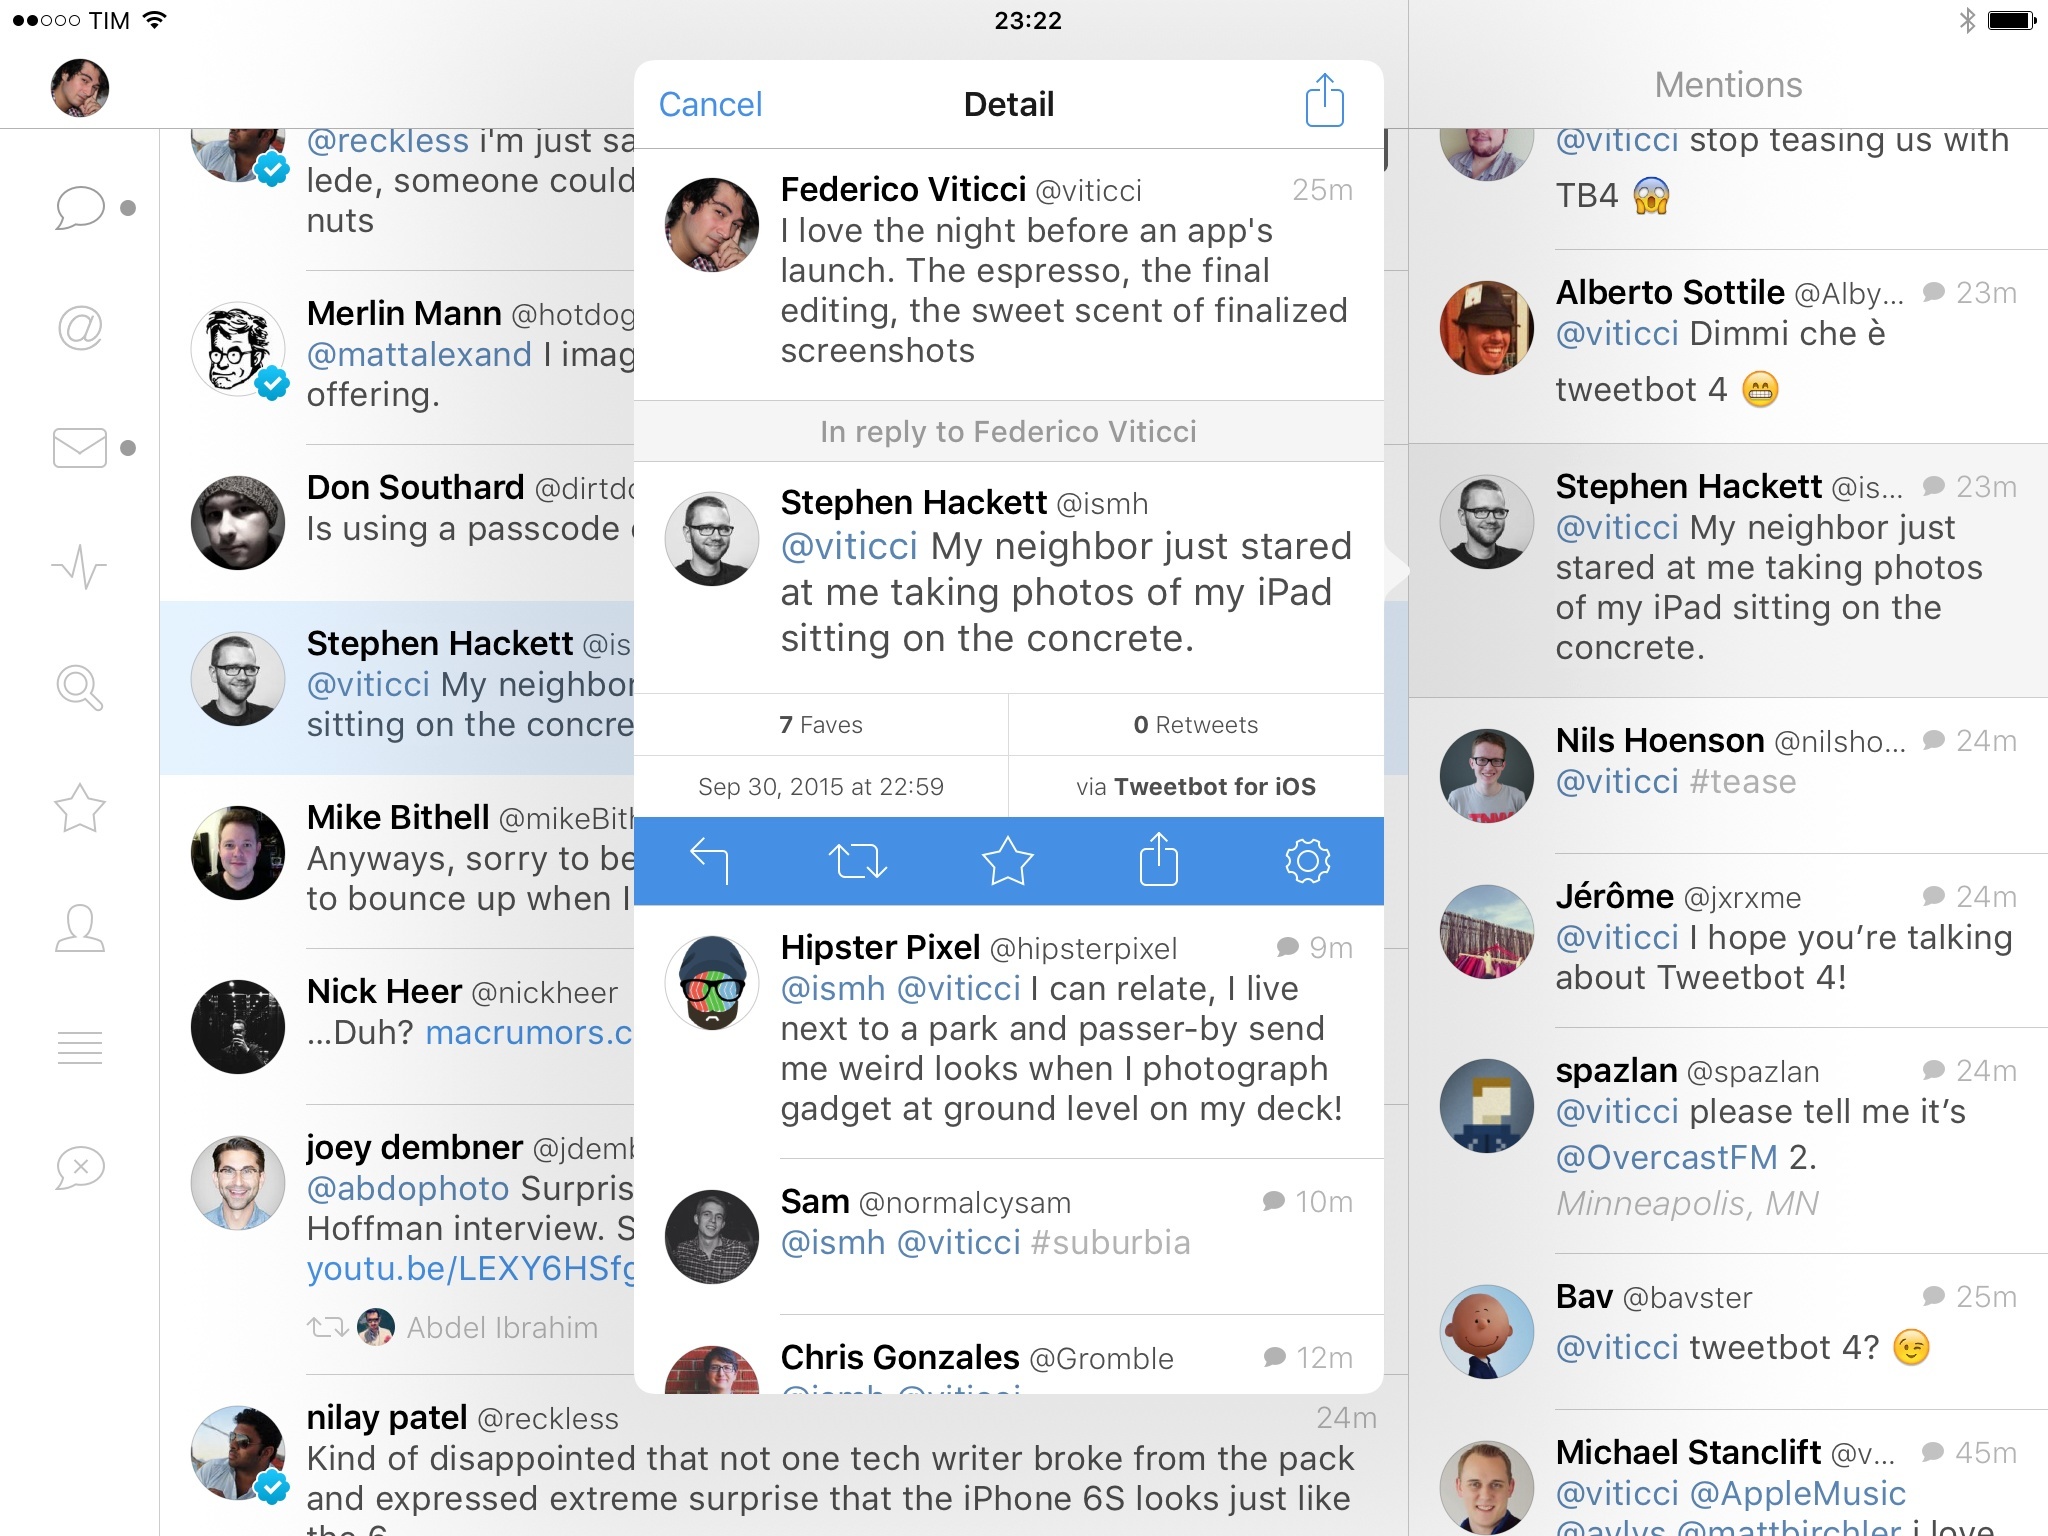 TIM
23:22
@reckless i'm just sa
lede, someone could
nuts
Merlin Mann @hotdog
@mattalexand I imag
offering.
Don Southard @dirtd
Is using a passcode
Stephen Hackett @is
@viticci My neighbor
sitting on the concre
Mike Bithell @mikeBit
Anyways, sorry to be
to bounce up when I
Nick Heer @nickheer
...Duh? macrumors.c
joey dembner @jdem
@abdophoto Surpris
Hoffman interview. S
youtu.be/LEXY6HSfg
Abdel Ibrahim
nilay patel @reckless 24m
Kind of disappointed that not one tech writer broke from the pack
and expressed extreme surprise that the iPhone 6S looks just like
the 6
Cancel
Detail
Federico Viticci @viticci 25m
I love the night before an app's
launch. The espresso, the final
editing, the sweet scent of finalized
screenshots
In reply to Federico Viticci
Stephen Hackett @ismh
@viticci My neighbor just stared
at me taking photos of my iPad
sitting on the concrete.
7 Faves
0 Retweets
Sep 30, 2015 at 22:59
via Tweetbot for iOS
Hipster Pixel @hipsterpixel 9m
@ismh @viticci I can relate, I live
next to a park and passer-by send
me weird looks when I photograph
gadget at ground level on my deck!
Sam @normalcysam 10m
@ismh @viticci #suburbia
Chris Gonzales @Gromble 12m
@ismh @viticci
Mentions
@viticci stop teasing us with
TB4 😱
Alberto Sottile @Alby... 23m
@viticci Dimmi che è
tweetbot 4 😁
Stephen Hackett @is... 23m
@viticci My neighbor just
stared at me taking photos
of my iPad sitting on the
concrete.
Nils Hoenson @nilsho... 24m
@viticci #tease
Jérôme @jxrxme 24m
@viticci I hope you’re talking
about Tweetbot 4!
spazlan @spazlan 24m
@viticci please tell me it’s
@OvercastFM 2.
Minneapolis, MN
Bav @bavster 25m
@viticci tweetbot 4? 😉
Michael Stanclift @v... 45m
@viticci @AppleMusic
@aylys @mattbirchler i love